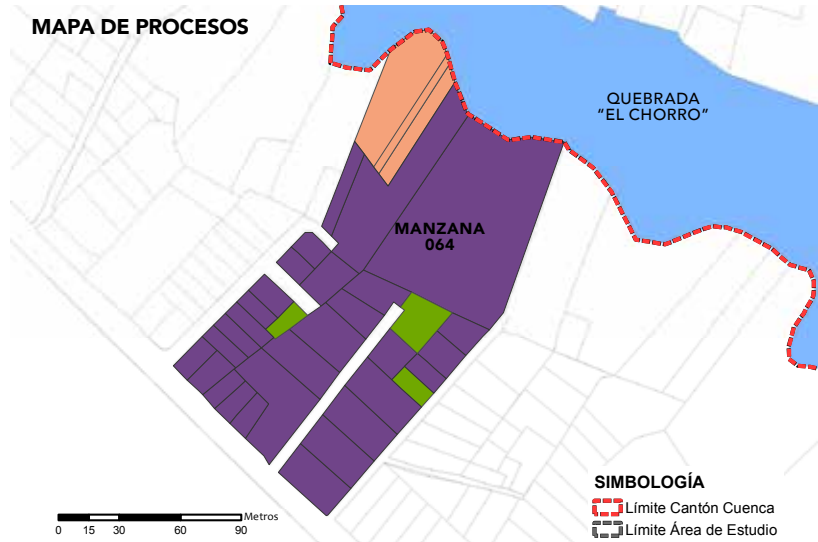 MAPA DE PROCESOS
QUEBRADA
“EL CHORRO”
MANZANA
064
SIMBOLOGÍA
Límite Cantón Cuenca
Límite Área de Estudio
Metros
0 15 30 60 90